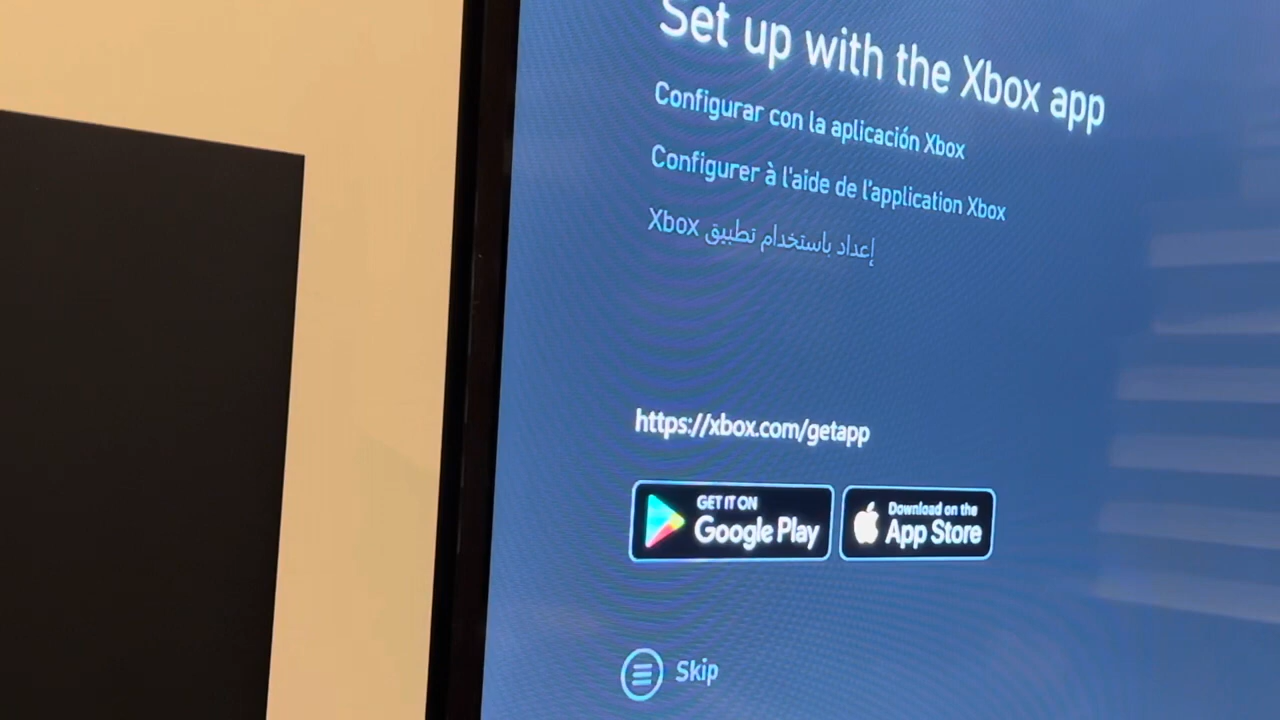 Set up with the Xbox app
Configurar con la aplicación Xbox
Configurer à l'aide de l'application Xbox
إعداد باستخدام تطبيق Xbox
https://xbox.com/getapp
GET IT ON
Google Play
Download on the
App Store
Skip